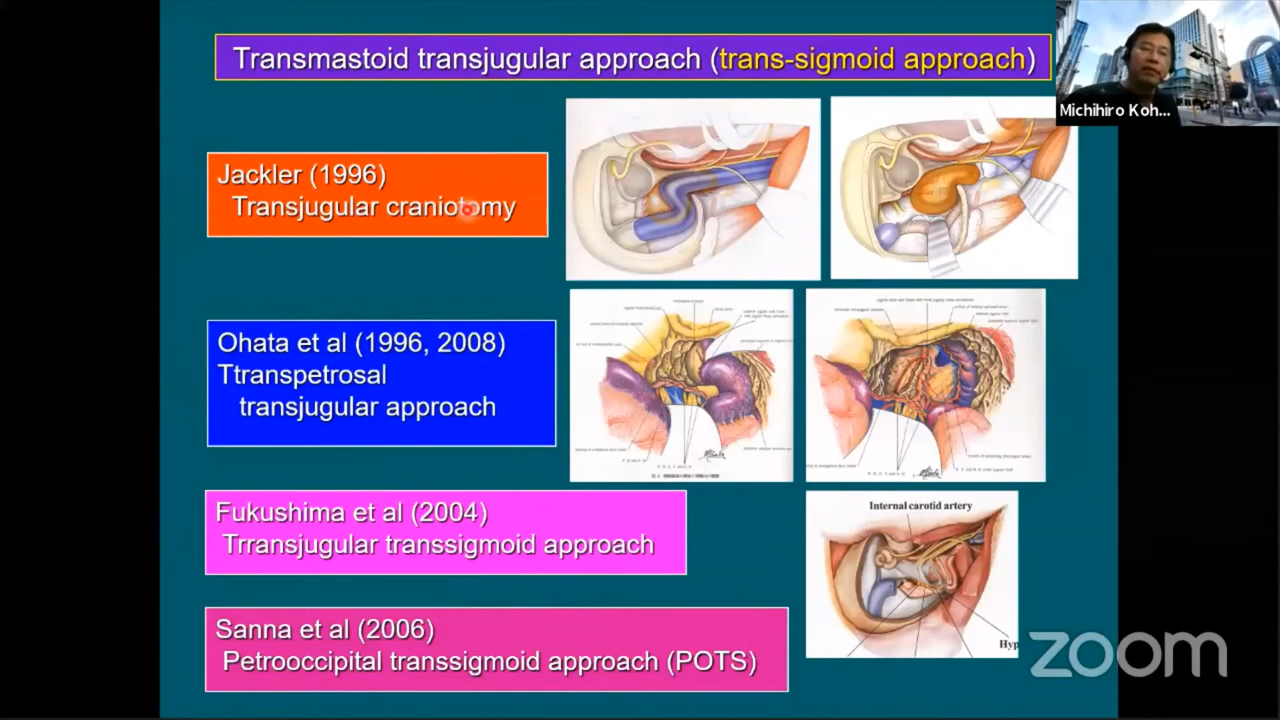 Transmastoid transjugular approach (trans-sigmoid approach)
Michihiro Koh...
Jackler (1996)
Transjugular craniotomy
Ohata et al (1996, 2008)
Ttranspetrosal
transjugular approach
Fukushima et al (2004)
Trransjugular transsigmoid approach
Internal carotid artery
Hyp
Sanna et al (2006)
Petrooccipital transsigmoid approach (POTS)
zoom